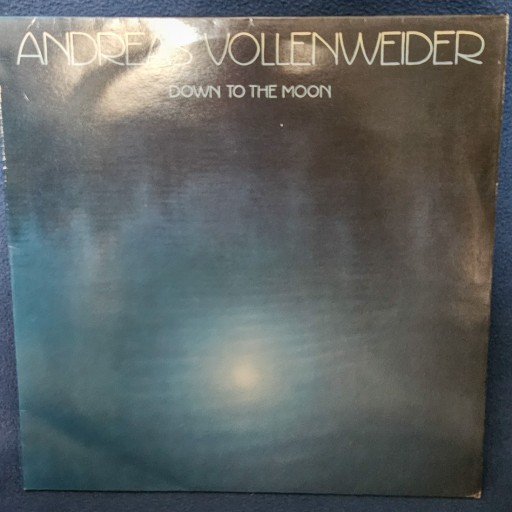 ANDREAS VOLLENWEIDER
DOWN TO THE MOON